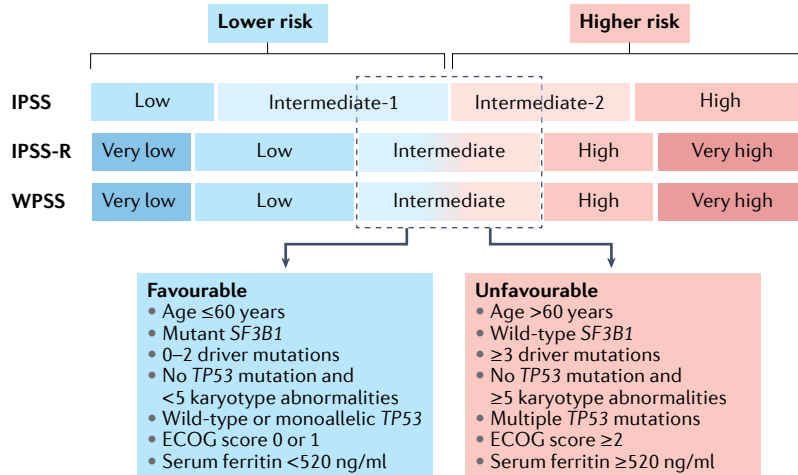 Lower risk
Higher risk
IPSS
Low
Intermediate-1
Intermediate-2
High
IPSS-R
Very low
Low
Intermediate
High
Very high
WPSS
Very low
Low
Intermediate
High
Very high
Favourable
• Age ≤60 years
• Mutant SF3B1
• 0–2 driver mutations
• No TP53 mutation and
<5 karyotype abnormalities
• Wild-type or monoallelic TP53
• ECOG score 0 or 1
• Serum ferritin <520 ng/ml
Unfavourable
• Age >60 years
• Wild-type SF3B1
• ≥3 driver mutations
• No TP53 mutation and
≥5 karyotype abnormalities
• Multiple TP53 mutations
• ECOG score ≥2
• Serum ferritin ≥520 ng/ml